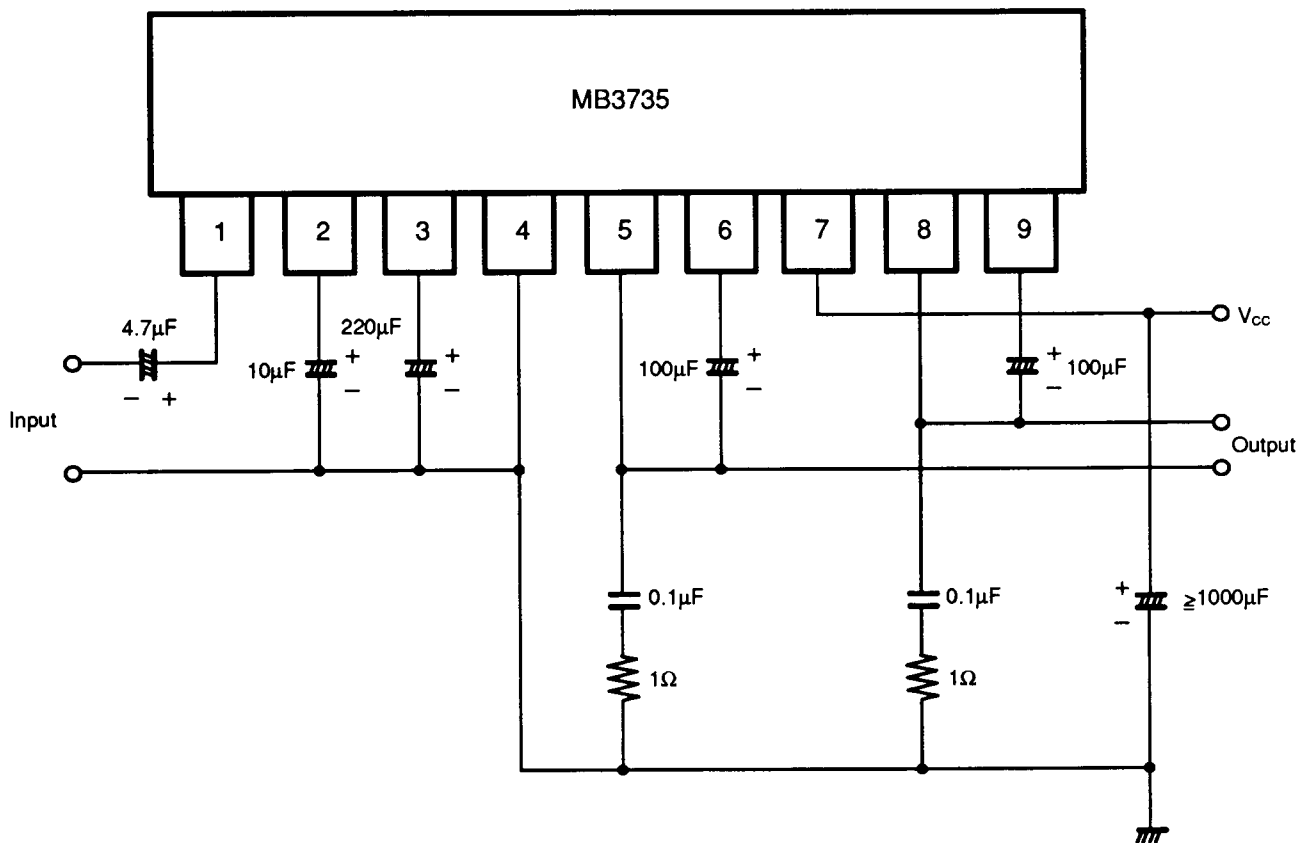 MB3735
1 2 3 4 5 6 7 8 9
4.7µF
− +
Input
10µF
+
−
220µF
+
−
100µF
+
−
+
−
100µF
V_CC
Output
0.1µF
1Ω
0.1µF
1Ω
+
−
≧1000µF